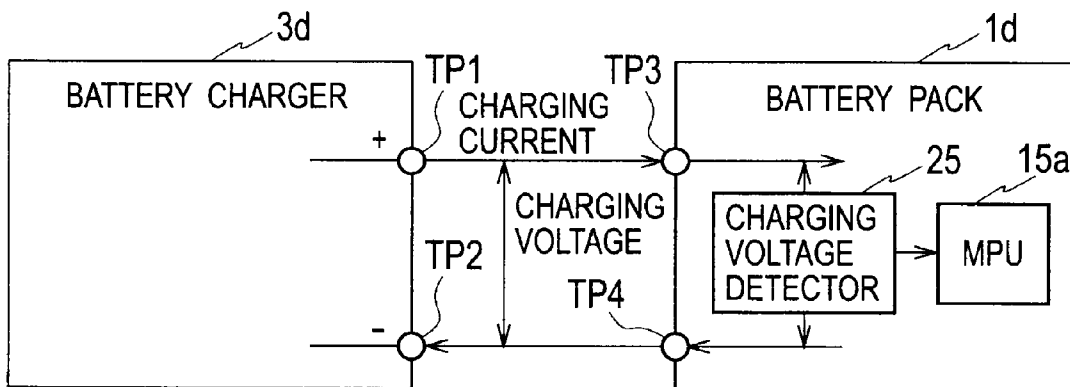 3d
1d
BATTERY CHARGER
TP1
TP3
BATTERY PACK
CHARGING
CURRENT
+
25
15a
CHARGING
VOLTAGE
CHARGING
VOLTAGE
DETECTOR
MPU
TP2
TP4
-